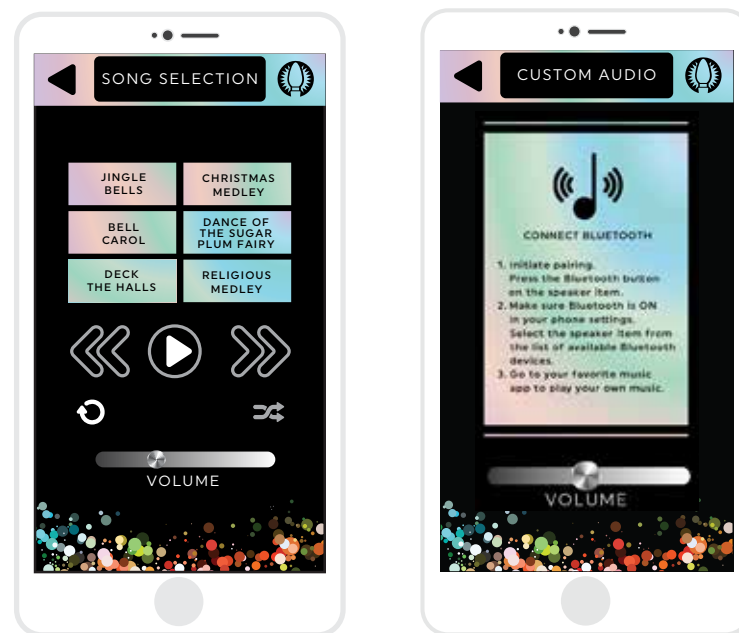 SONG SELECTION
JINGLE
BELLS
CHRISTMAS
MEDLEY
BELL
CAROL
DANCE OF
THE SUGAR
PLUM FAIRY
DECK
THE HALLS
RELIGIOUS
MEDLEY
VOLUME
CUSTOM AUDIO
CONNECT BLUETOOTH
1. Initiate pairing.
Press the Bluetooth button
on the speaker item.
2. Make sure Bluetooth is ON
in your phone settings.
Select the speaker item from
the list of available Bluetooth
devices.
3. Go to your favorite music
app to play your own music.
VOLUME